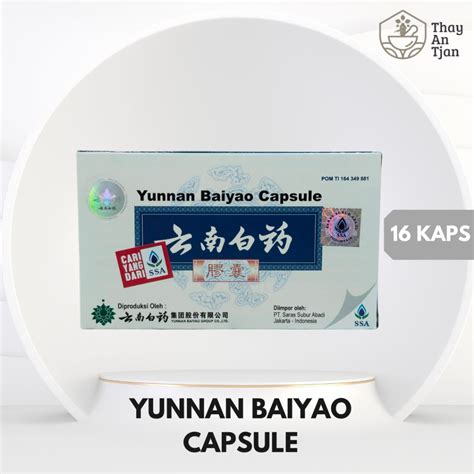 Thay
An
Tjan
POM TI 164 349 881
Yunnan Baiyao Capsule
云南白药
胶囊
CARI
YANG
DARI
SSA
Diproduksi Oleh :
云南白药
集团股份有限公司
YUNNAN BAIYAO GROUP CO.,LTD.
Diimpor oleh:
PT. Saras Subur Abadi
Jakarta - Indonesia
SSA
16 KAPS
YUNNAN BAIYAO
CAPSULE